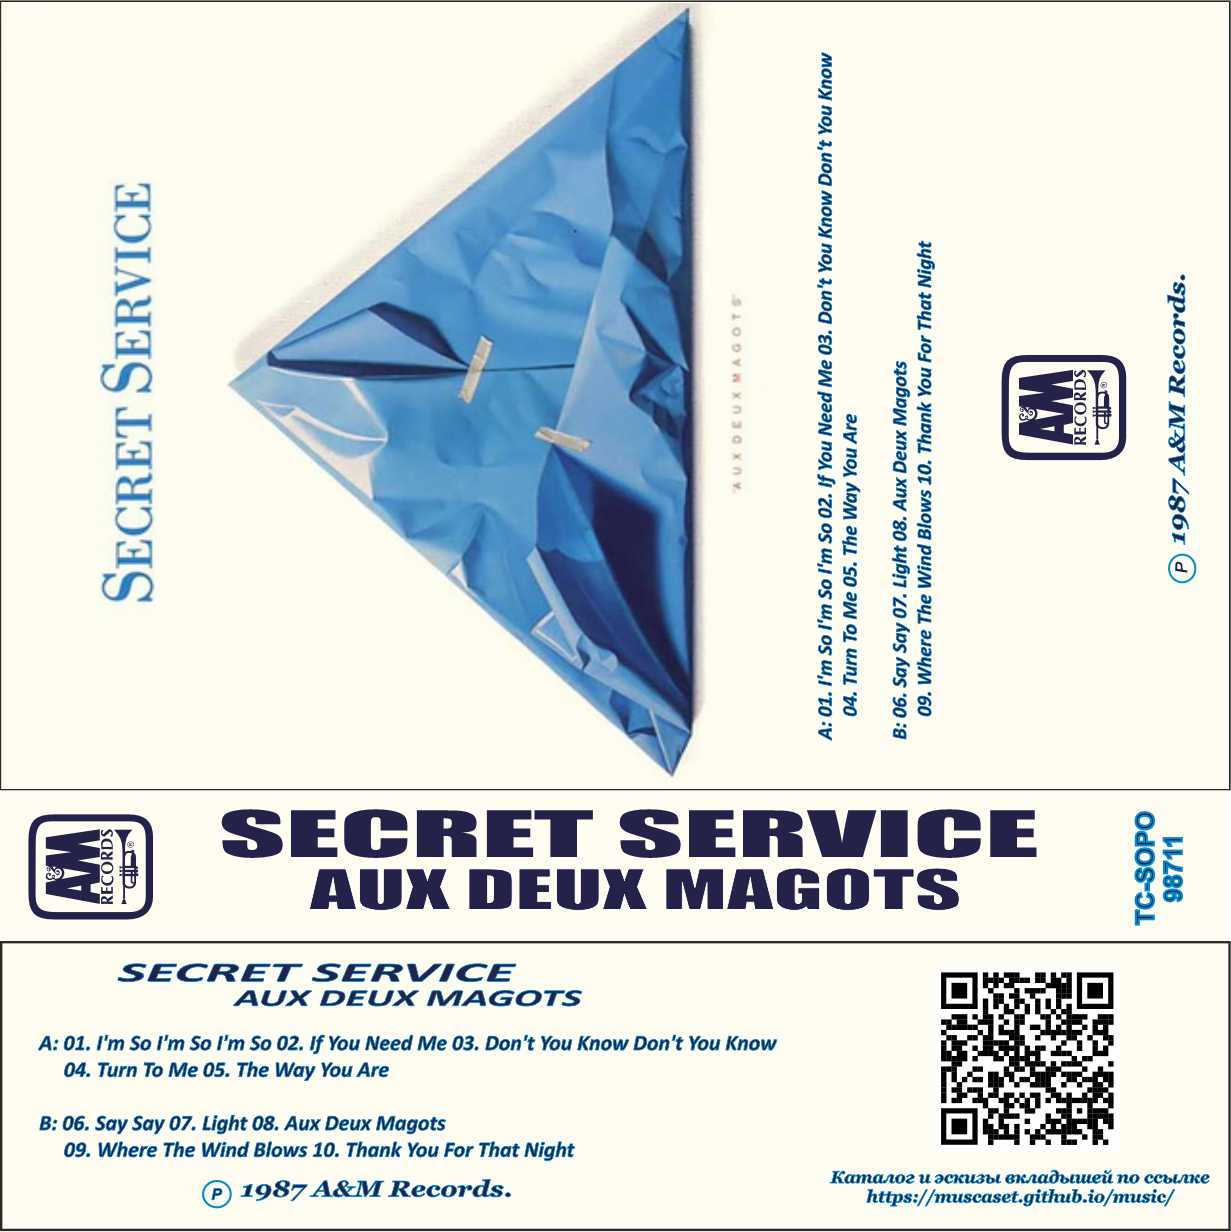 SECRET SERVICE
"AUX DEUX MAGOTS"
A: 01. I'm So I'm So I'm So 02. If You Need Me 03. Don't You Know Don't You Know
04. Turn To Me 05. The Way You Are
B: 06. Say Say 07. Light 08. Aux Deux Magots
09. Where The Wind Blows 10. Thank You For That Night
A&M
RECORDS®
P 1987 A&M Records.
A&M
RECORDS®
SECRET SERVICE
AUX DEUX MAGOTS
TC-SOPO
98711
SECRET SERVICE
AUX DEUX MAGOTS
A: 01. I'm So I'm So I'm So 02. If You Need Me 03. Don't You Know Don't You Know
04. Turn To Me 05. The Way You Are
B: 06. Say Say 07. Light 08. Aux Deux Magots
09. Where The Wind Blows 10. Thank You For That Night
P 1987 A&M Records.
Каталог и эскизы вкладышей по ссылке
https://muscaset.github.io/music/